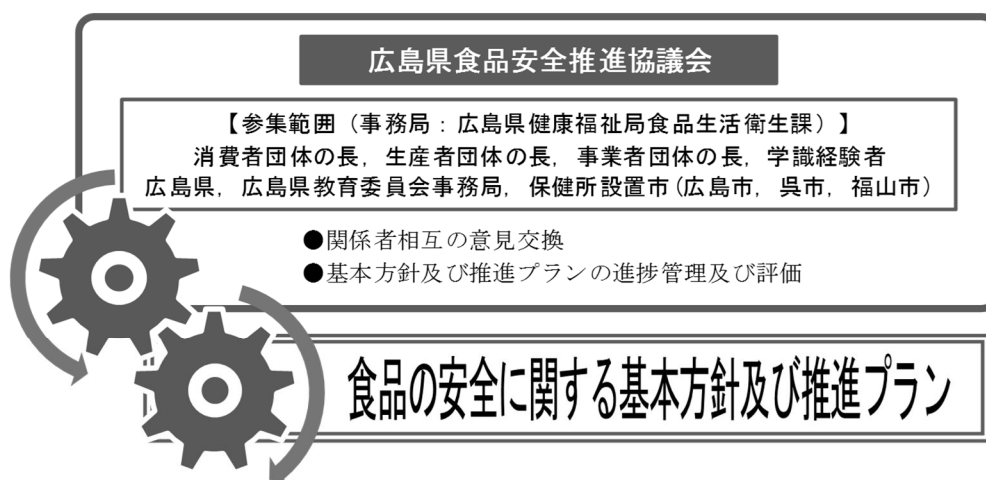 広島県食品安全推進協議会
【参集範囲（事務局：広島県健康福祉局食品生活衛生課）】
消費者団体の長，生産者団体の長，事業者団体の長，学識経験者
広島県，広島県教育委員会事務局，保健所設置市(広島市，呉市，福山市)
●関係者相互の意見交換
●基本方針及び推進プランの進捗管理及び評価
食品の安全に関する基本方針及び推進プラン